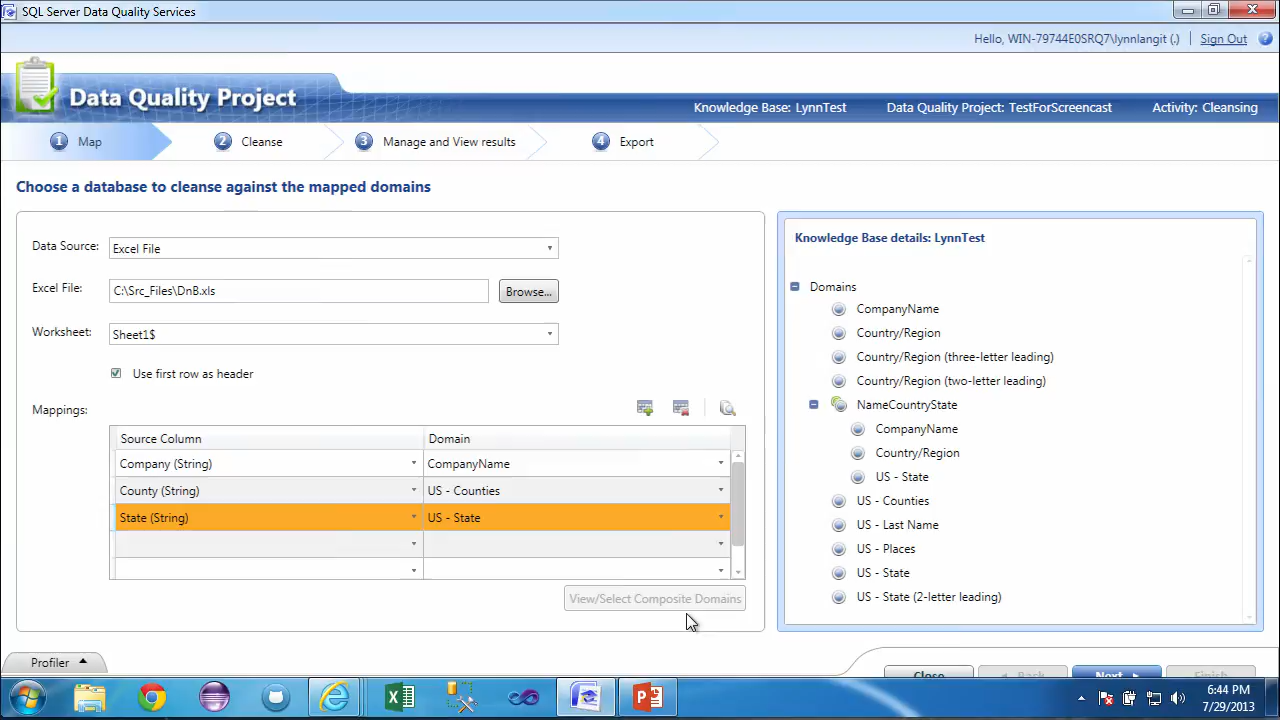 SQL Server Data Quality Services
Hello, WIN-79744E0SRQ7\lynnlangit (.) Sign Out
Data Quality Project
Knowledge Base: LynnTest Data Quality Project: TestForScreencast Activity: Cleansing
1 Map 2 Cleanse 3 Manage and View results 4 Export
Choose a database to cleanse against the mapped domains
Data Source: Excel File
Excel File: C:\Src_Files\DnB.xls Browse...
Worksheet: Sheet1$
Use first row as header
Mappings:
Source Column Domain
Company (String) CompanyName
County (String) US - Counties
State (String) US - State
View/Select Composite Domains
Knowledge Base details: LynnTest
Domains
CompanyName
Country/Region
Country/Region (three-letter leading)
Country/Region (two-letter leading)
NameCountryState
CompanyName
Country/Region
US - State
US - Counties
US - Last Name
US - Places
US - State
US - State (2-letter leading)
Profiler
Close Back Next Finish
6:44 PM
7/29/2013